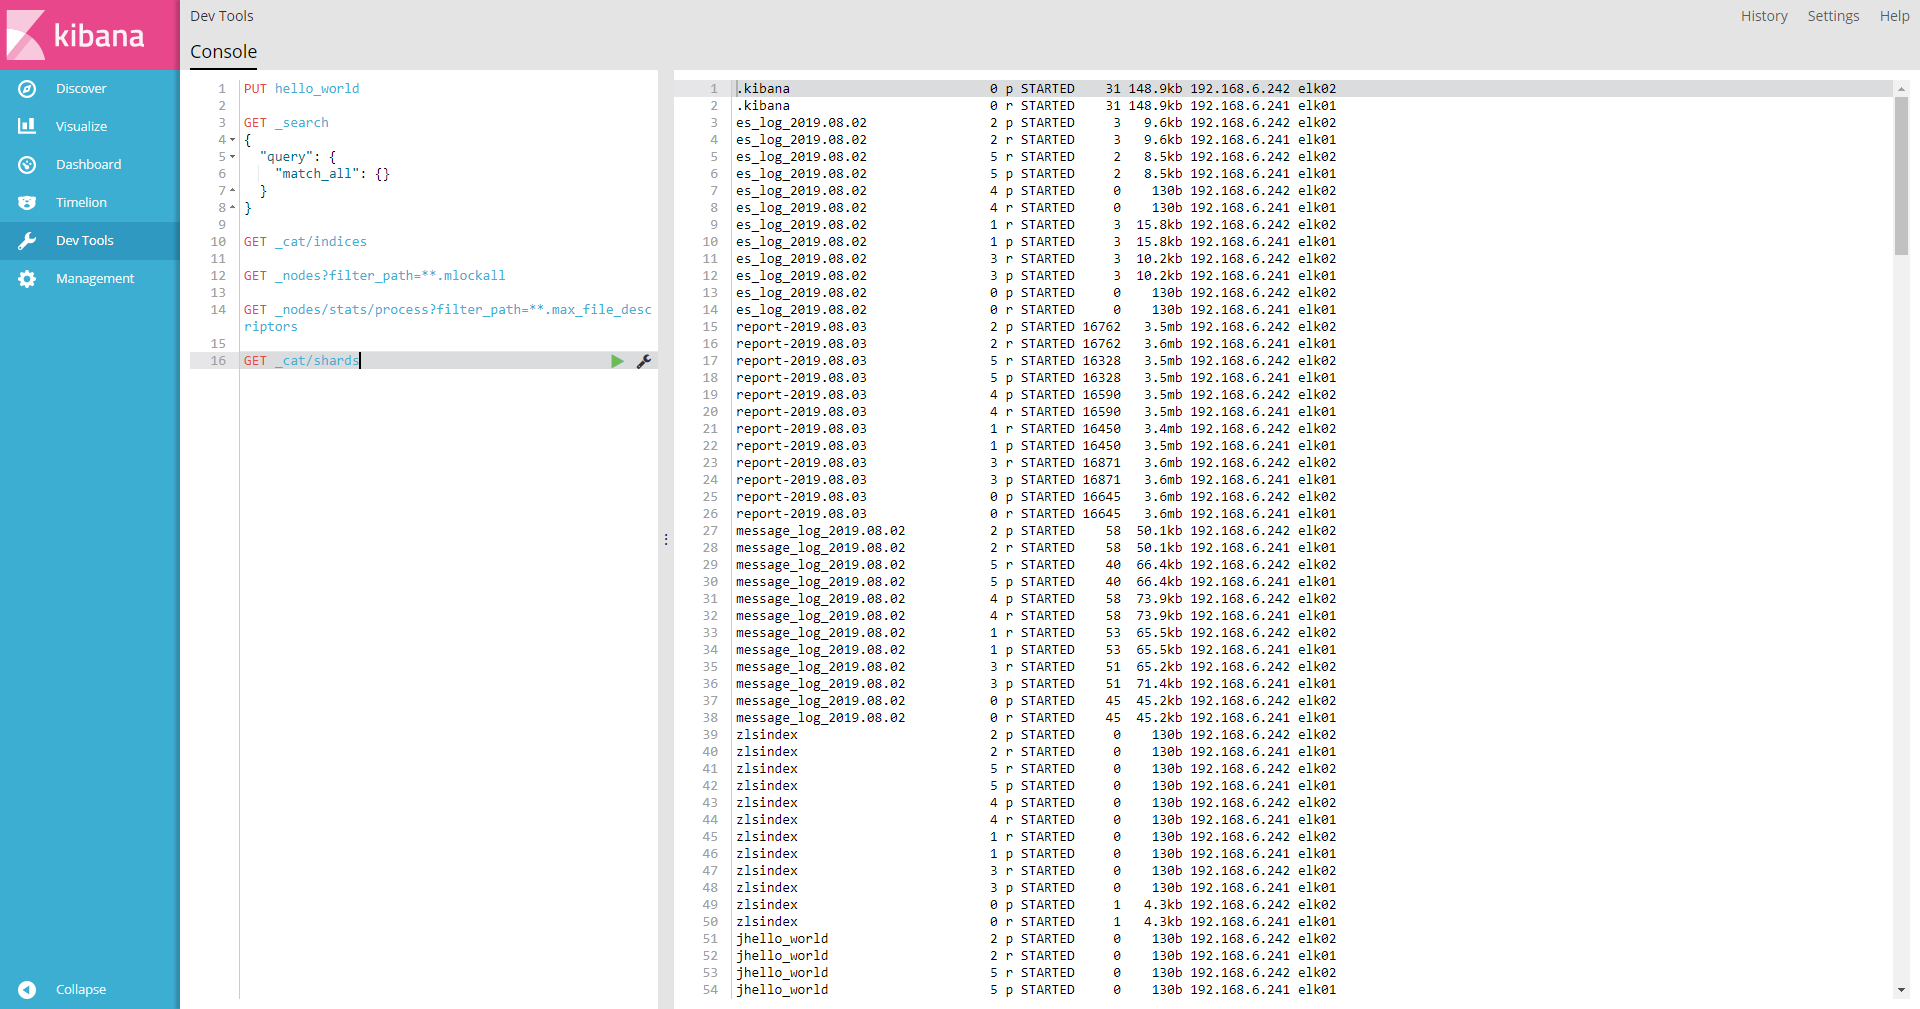 kibana
Discover
Visualize
Dashboard
Timelion
Dev Tools
Management
Collapse
Dev Tools
History Settings Help
Console
1 PUT hello_world
2
3 GET _search
4 {
5 "query": {
6 "match_all": {}
7 }
8 }
9
10 GET _cat/indices
11
12 GET _nodes?filter_path=**.mlockall
13
14 GET _nodes/stats/process?filter_path=**.max_file_desc
riptors
15
16 GET _cat/shards
1 .kibana 0 p STARTED 31 148.9kb 192.168.6.242 elk02
2 .kibana 0 r STARTED 31 148.9kb 192.168.6.241 elk01
3 es_log_2019.08.02 2 p STARTED 3 9.6kb 192.168.6.242 elk02
4 es_log_2019.08.02 2 r STARTED 3 9.6kb 192.168.6.241 elk01
5 es_log_2019.08.02 5 r STARTED 2 8.5kb 192.168.6.242 elk02
6 es_log_2019.08.02 5 p STARTED 2 8.5kb 192.168.6.241 elk01
7 es_log_2019.08.02 4 p STARTED 0 130b 192.168.6.242 elk02
8 es_log_2019.08.02 4 r STARTED 0 130b 192.168.6.241 elk01
9 es_log_2019.08.02 1 r STARTED 3 15.8kb 192.168.6.242 elk02
10 es_log_2019.08.02 1 p STARTED 3 15.8kb 192.168.6.241 elk01
11 es_log_2019.08.02 3 r STARTED 3 10.2kb 192.168.6.242 elk02
12 es_log_2019.08.02 3 p STARTED 3 10.2kb 192.168.6.241 elk01
13 es_log_2019.08.02 0 p STARTED 0 130b 192.168.6.242 elk02
14 es_log_2019.08.02 0 r STARTED 0 130b 192.168.6.241 elk01
15 report-2019.08.03 2 p STARTED 16762 3.5mb 192.168.6.242 elk02
16 report-2019.08.03 2 r STARTED 16762 3.6mb 192.168.6.241 elk01
17 report-2019.08.03 5 r STARTED 16328 3.5mb 192.168.6.242 elk02
18 report-2019.08.03 5 p STARTED 16328 3.5mb 192.168.6.241 elk01
19 report-2019.08.03 4 p STARTED 16590 3.5mb 192.168.6.242 elk02
20 report-2019.08.03 4 r STARTED 16590 3.5mb 192.168.6.241 elk01
21 report-2019.08.03 1 r STARTED 16450 3.4mb 192.168.6.242 elk02
22 report-2019.08.03 1 p STARTED 16450 3.5mb 192.168.6.241 elk01
23 report-2019.08.03 3 r STARTED 16871 3.6mb 192.168.6.242 elk02
24 report-2019.08.03 3 p STARTED 16871 3.6mb 192.168.6.241 elk01
25 report-2019.08.03 0 p STARTED 16645 3.6mb 192.168.6.242 elk02
26 report-2019.08.03 0 r STARTED 16645 3.6mb 192.168.6.241 elk01
27 message_log_2019.08.02 2 p STARTED 58 50.1kb 192.168.6.242 elk02
28 message_log_2019.08.02 2 r STARTED 58 50.1kb 192.168.6.241 elk01
29 message_log_2019.08.02 5 r STARTED 40 66.4kb 192.168.6.242 elk02
30 message_log_2019.08.02 5 p STARTED 40 66.4kb 192.168.6.241 elk01
31 message_log_2019.08.02 4 p STARTED 58 73.9kb 192.168.6.242 elk02
32 message_log_2019.08.02 4 r STARTED 58 73.9kb 192.168.6.241 elk01
33 message_log_2019.08.02 1 r STARTED 53 65.5kb 192.168.6.242 elk02
34 message_log_2019.08.02 1 p STARTED 53 65.5kb 192.168.6.241 elk01
35 message_log_2019.08.02 3 r STARTED 51 65.2kb 192.168.6.242 elk02
36 message_log_2019.08.02 3 p STARTED 51 71.4kb 192.168.6.241 elk01
37 message_log_2019.08.02 0 p STARTED 45 45.2kb 192.168.6.242 elk02
38 message_log_2019.08.02 0 r STARTED 45 45.2kb 192.168.6.241 elk01
39 zlsindex 2 p STARTED 0 130b 192.168.6.242 elk02
40 zlsindex 2 r STARTED 0 130b 192.168.6.241 elk01
41 zlsindex 5 r STARTED 0 130b 192.168.6.242 elk02
42 zlsindex 5 p STARTED 0 130b 192.168.6.241 elk01
43 zlsindex 4 p STARTED 0 130b 192.168.6.242 elk02
44 zlsindex 4 r STARTED 0 130b 192.168.6.241 elk01
45 zlsindex 1 r STARTED 0 130b 192.168.6.242 elk02
46 zlsindex 1 p STARTED 0 130b 192.168.6.241 elk01
47 zlsindex 3 r STARTED 0 130b 192.168.6.242 elk02
48 zlsindex 3 p STARTED 0 130b 192.168.6.241 elk01
49 zlsindex 0 p STARTED 1 4.3kb 192.168.6.242 elk02
50 zlsindex 0 r STARTED 1 4.3kb 192.168.6.241 elk01
51 jhello_world 2 p STARTED 0 130b 192.168.6.242 elk02
52 jhello_world 2 r STARTED 0 130b 192.168.6.241 elk01
53 jhello_world 5 r STARTED 0 130b 192.168.6.242 elk02
54 jhello_world 5 p STARTED 0 130b 192.168.6.241 elk01